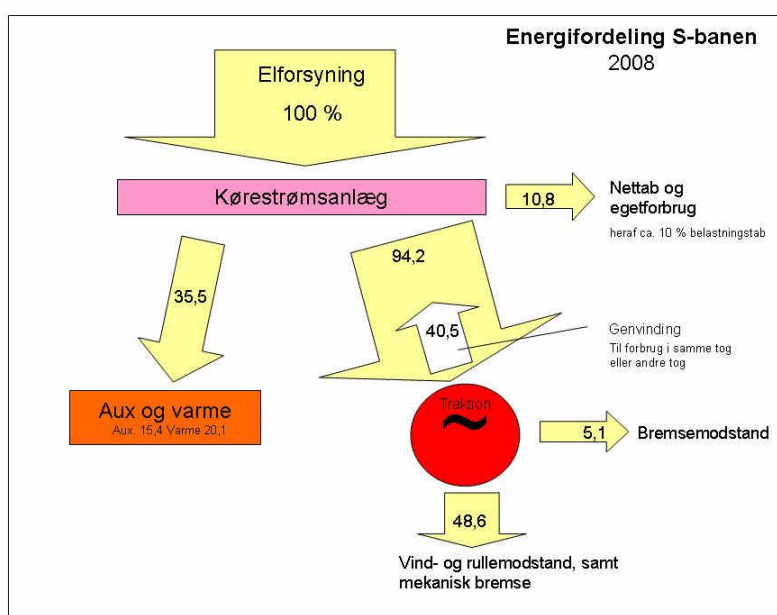 Energifordeling S-banen
2008
Elforsyning
100 %
Kørestrømsanlæg
10,8
Nettab og
egetforbrug
heraf ca. 10 % belastningstab
35,5
94,2
40,5
Genvinding
Til forbrug i samme tog
eller andre tog
Aux og varme
Aux. 15,4 Varme 20,1
Traktion
~
5,1
Bremsemodstand
48,6
Vind- og rullemodstand, samt
mekanisk bremse